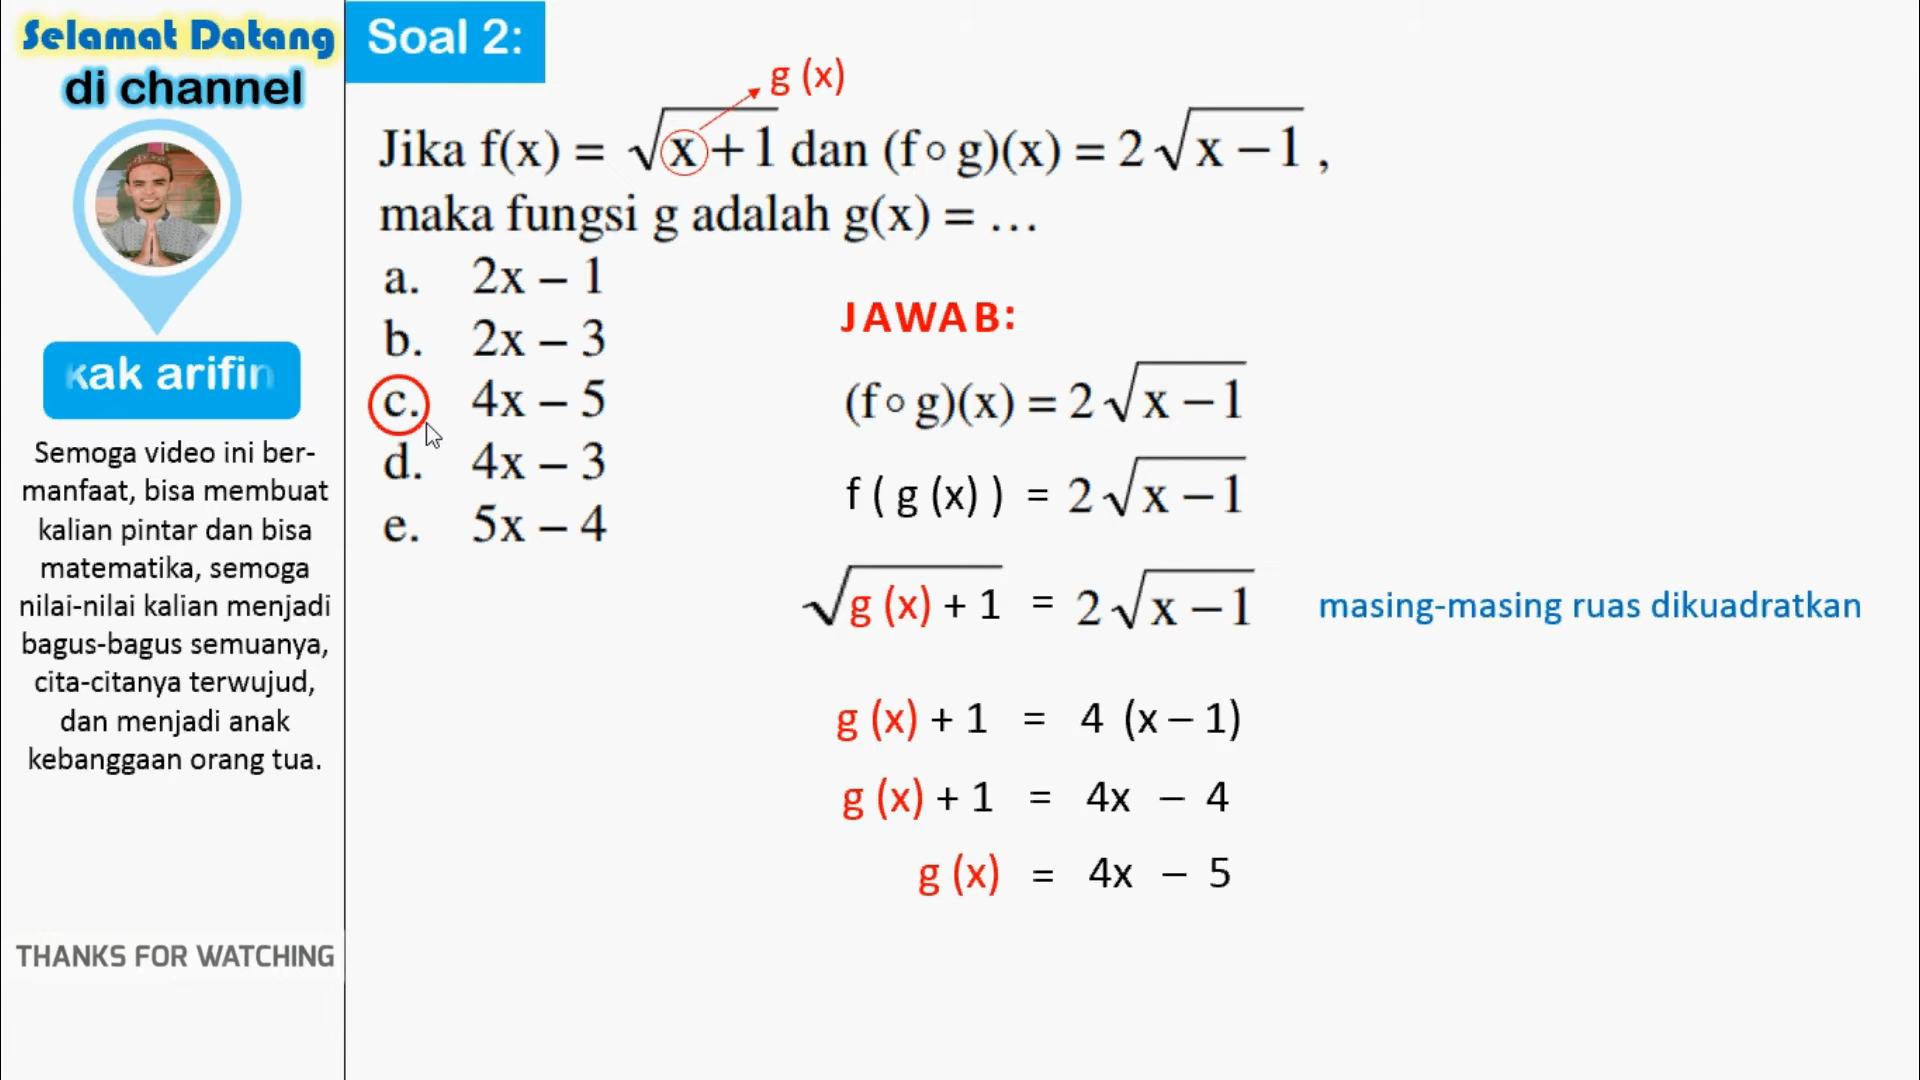 Selamat Datang
di channel
kak arifin
Semoga video ini ber-
manfaat, bisa membuat
kalian pintar dan bisa
matematika, semoga
nilai-nilai kalian menjadi
bagus-bagus semuanya,
cita-citanya terwujud,
dan menjadi anak
kebanggaan orang tua.
THANKS FOR WATCHING
Soal 2:
g (x)
Jika f(x) = √(x+1) dan (f∘g)(x) = 2√(x−1) ,
maka fungsi g adalah g(x) = …
a. 2x – 1
b. 2x – 3
c. 4x – 5
d. 4x – 3
e. 5x – 4
JAWAB:
(f∘g)(x) = 2√(x−1)
f ( g (x) ) = 2√(x−1)
√(g (x) + 1) = 2√(x−1) masing-masing ruas dikuadratkan
g (x) + 1 = 4 (x – 1)
g (x) + 1 = 4x – 4
g (x) = 4x – 5